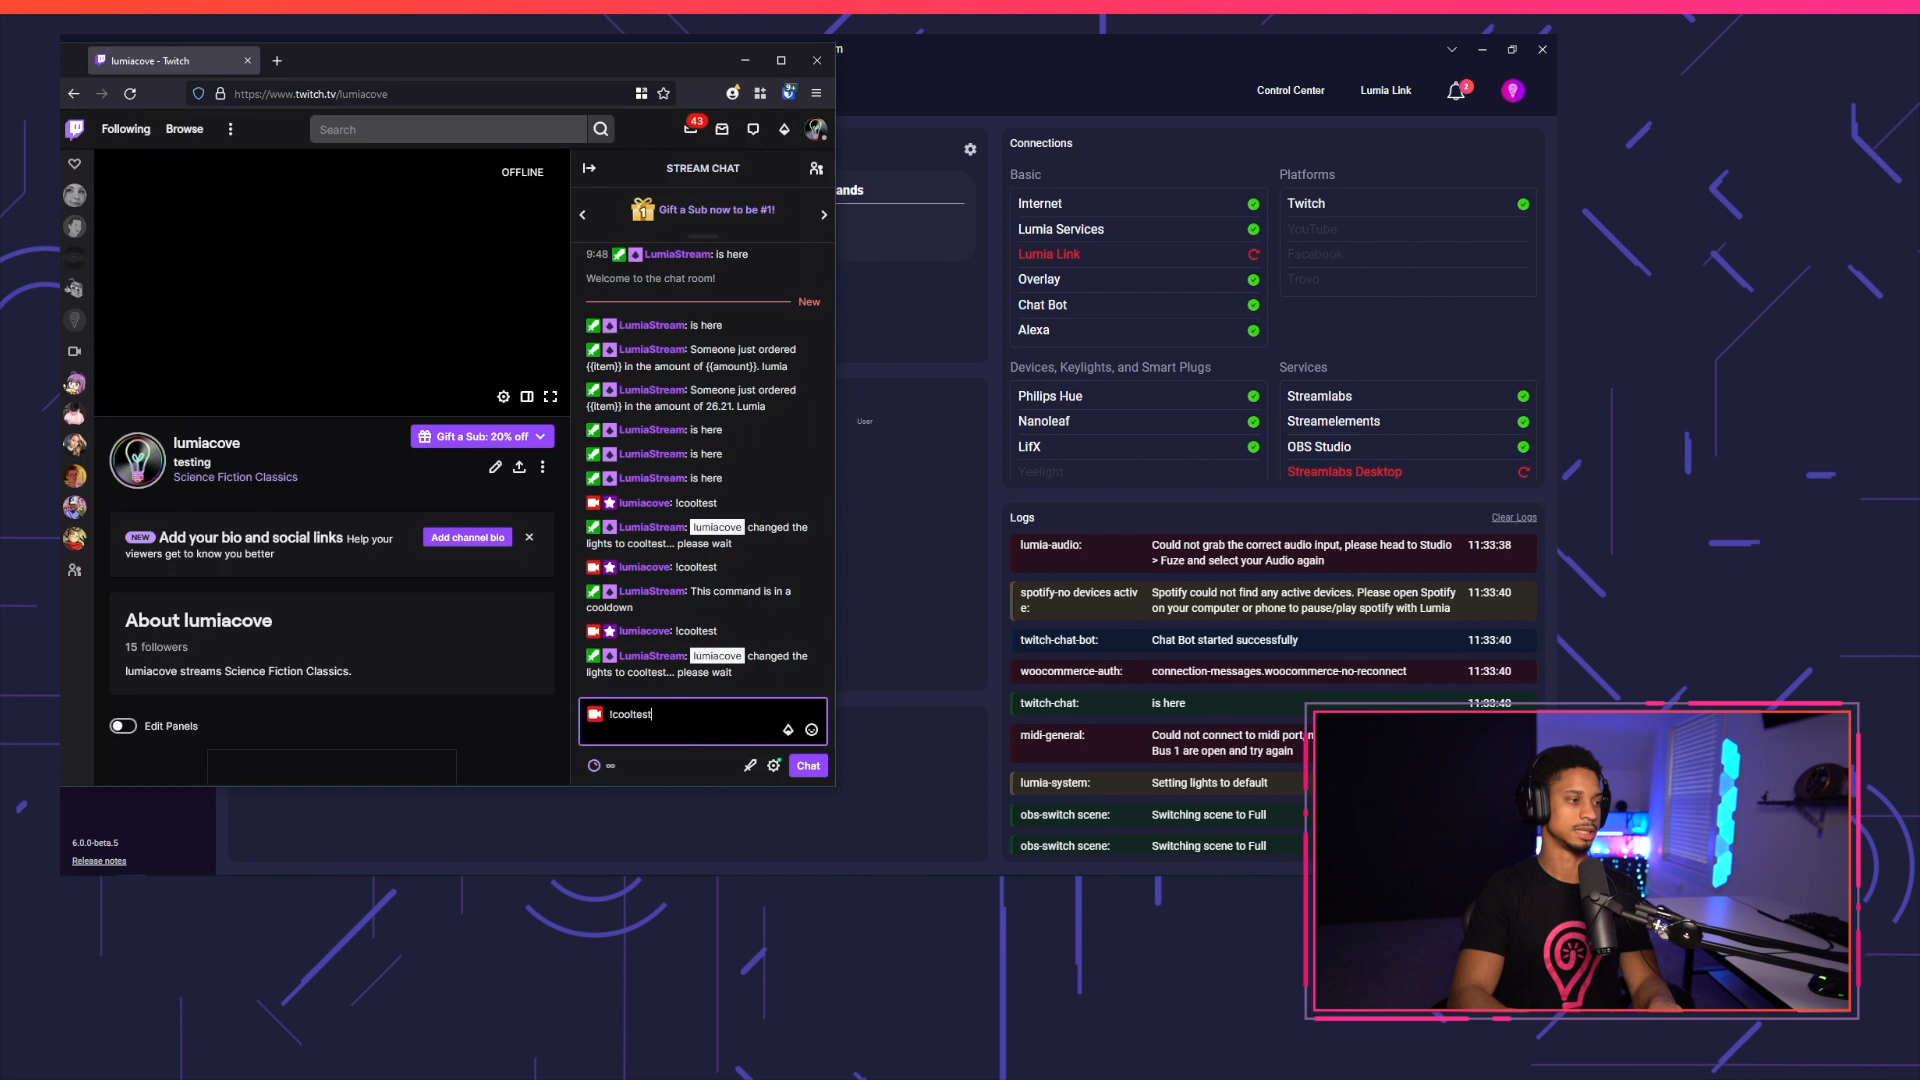 lumiacove - Twitch
m
https://www.twitch.tv/lumiacove
9+
Following
Browse
Search
43
OFFLINE
STREAM CHAT
1
Gift a Sub now to be #1!
9:48 LumiaStream: is here
Welcome to the chat room!
New
LumiaStream: is here
LumiaStream: Someone just ordered
{{item}} in the amount of {{amount}}. lumia
LumiaStream: Someone just ordered
{{item}} in the amount of 26.21. Lumia
LumiaStream: is here
LumiaStream: is here
LumiaStream: is here
lumiacove: !cooltest
LumiaStream: lumiacove changed the
lights to cooltest... please wait
lumiacove: !cooltest
LumiaStream: This command is in a
cooldown
lumiacove: !cooltest
LumiaStream: lumiacove changed the
lights to cooltest... please wait
!cooltest
Chat
lumiacove
testing
Science Fiction Classics
Gift a Sub: 20% off
NEW Add your bio and social links Help your
viewers get to know you better
Add channel bio
About lumiacove
15 followers
lumiacove streams Science Fiction Classics.
Edit Panels
6.0.0-beta.5
Release notes
Control Center
Lumia Link
2
ands
User
Connections
Basic
Internet
Lumia Services
Lumia Link
Overlay
Chat Bot
Alexa
Platforms
Twitch
YouTube
Facebook
Trovo
Devices, Keylights, and Smart Plugs
Philips Hue
Nanoleaf
LifX
Yeelight
Services
Streamlabs
Streamelements
OBS Studio
Streamlabs Desktop
Logs
Clear Logs
lumia-audio: Could not grab the correct audio input, please head to Studio 11:33:38
> Fuze and select your Audio again
spotify-no devices activ Spotify could not find any active devices. Please open Spotify 11:33:40
e: on your computer or phone to pause/play spotify with Lumia
twitch-chat-bot: Chat Bot started successfully 11:33:40
woocommerce-auth: connection-messages.woocommerce-no-reconnect 11:33:40
twitch-chat: is here 11:33:40
midi-general: Could not connect to midi port,
Bus 1 are open and try again
lumia-system: Setting lights to default
obs-switch scene: Switching scene to Full
obs-switch scene: Switching scene to Full